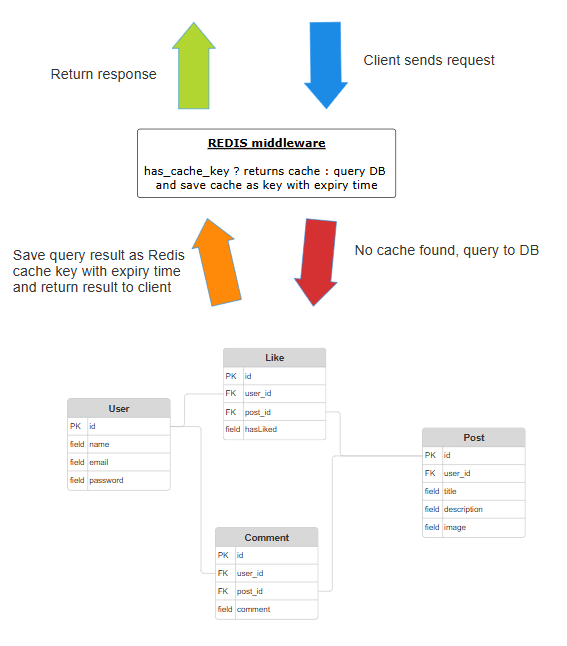 Return response
Client sends request
REDIS middleware
has_cache_key ? returns cache : query DB
and save cache as key with expiry time
Save query result as Redis
cache key with expiry time
and return result to client
No cache found, query to DB
Like
PK id
FK user_id
FK post_id
field hasLiked
User
PK id
field name
field email
field password
Post
PK id
FK user_id
field title
field description
field image
Comment
PK id
FK user_id
FK post_id
field comment